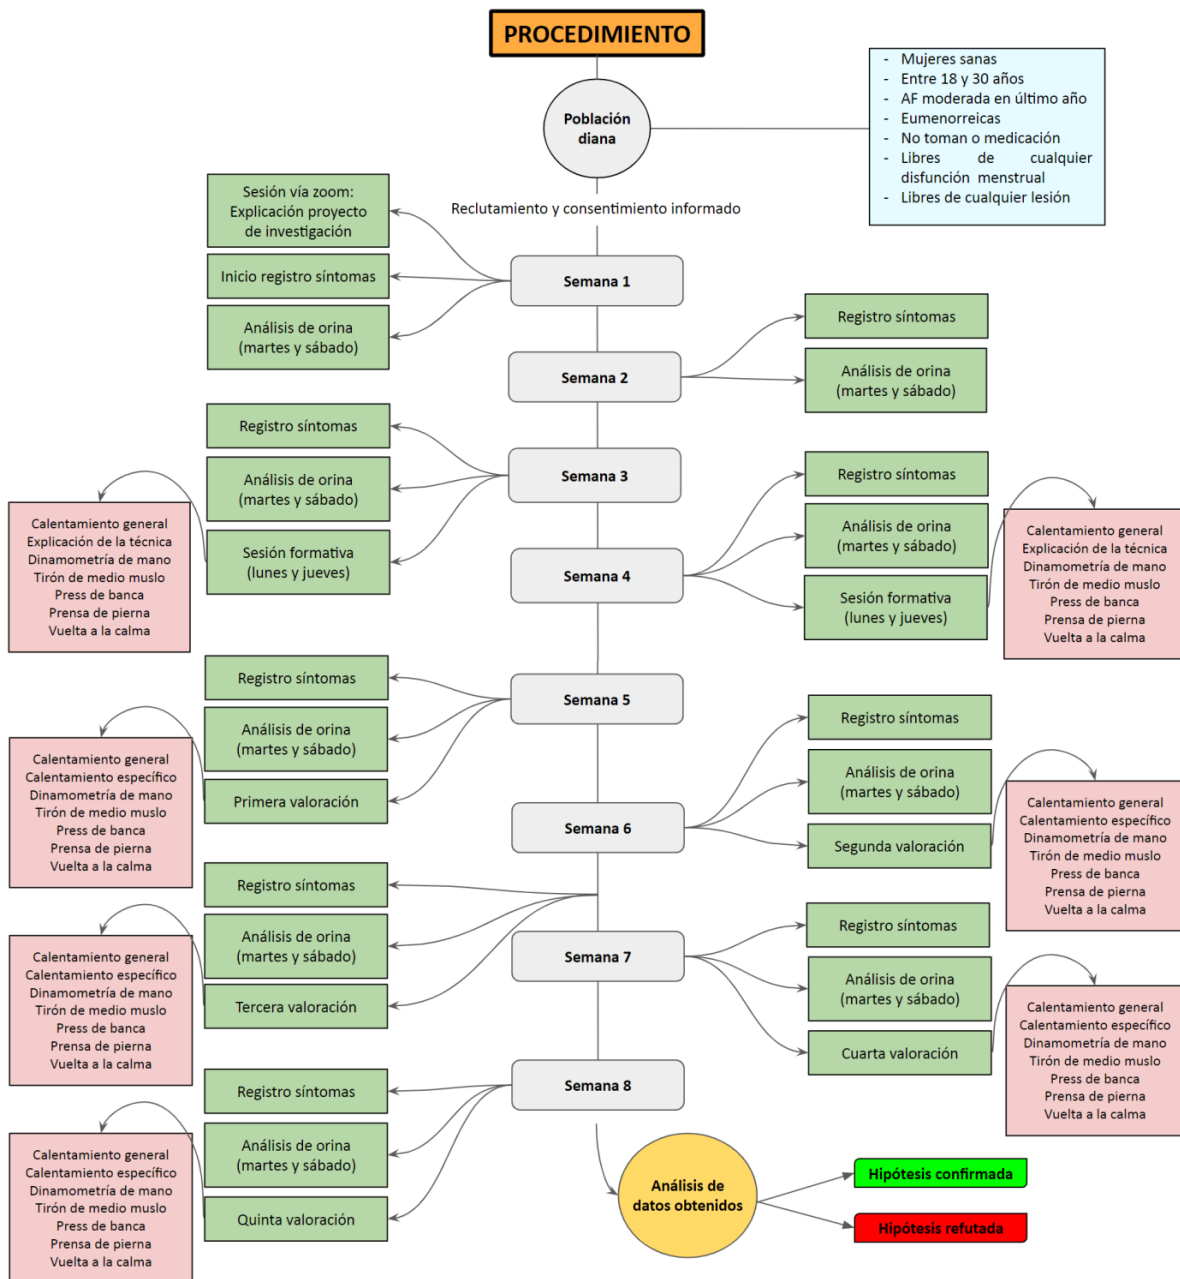 PROCEDIMIENTO
- Mujeres sanas
- Entre 18 y 30 años
- AF moderada en último año
- Eumenorreicas
- No toman o medicación
- Libres de cualquier
disfunción menstrual
- Libres de cualquier lesión
Población
diana
Reclutamiento y consentimiento informado
Sesión vía zoom:
Explicación proyecto
de investigación
Inicio registro síntomas
Análisis de orina
(martes y sábado)
Semana 1
Semana 2
Registro síntomas
Análisis de orina
(martes y sábado)
Registro síntomas
Análisis de orina
(martes y sábado)
Sesión formativa
(lunes y jueves)
Semana 3
Calentamiento general
Explicación de la técnica
Dinamometría de mano
Tirón de medio muslo
Press de banca
Prensa de pierna
Vuelta a la calma
Semana 4
Registro síntomas
Análisis de orina
(martes y sábado)
Sesión formativa
(lunes y jueves)
Calentamiento general
Explicación de la técnica
Dinamometría de mano
Tirón de medio muslo
Press de banca
Prensa de pierna
Vuelta a la calma
Registro síntomas
Análisis de orina
(martes y sábado)
Primera valoración
Semana 5
Calentamiento general
Calentamiento específico
Dinamometría de mano
Tirón de medio muslo
Press de banca
Prensa de pierna
Vuelta a la calma
Semana 6
Registro síntomas
Análisis de orina
(martes y sábado)
Segunda valoración
Calentamiento general
Calentamiento específico
Dinamometría de mano
Tirón de medio muslo
Press de banca
Prensa de pierna
Vuelta a la calma
Registro síntomas
Análisis de orina
(martes y sábado)
Tercera valoración
Calentamiento general
Calentamiento específico
Dinamometría de mano
Tirón de medio muslo
Press de banca
Prensa de pierna
Vuelta a la calma
Semana 7
Registro síntomas
Análisis de orina
(martes y sábado)
Cuarta valoración
Calentamiento general
Calentamiento específico
Dinamometría de mano
Tirón de medio muslo
Press de banca
Prensa de pierna
Vuelta a la calma
Semana 8
Registro síntomas
Análisis de orina
(martes y sábado)
Quinta valoración
Calentamiento general
Calentamiento específico
Dinamometría de mano
Tirón de medio muslo
Press de banca
Prensa de pierna
Vuelta a la calma
Análisis de
datos obtenidos
Hipótesis confirmada
Hipótesis refutada